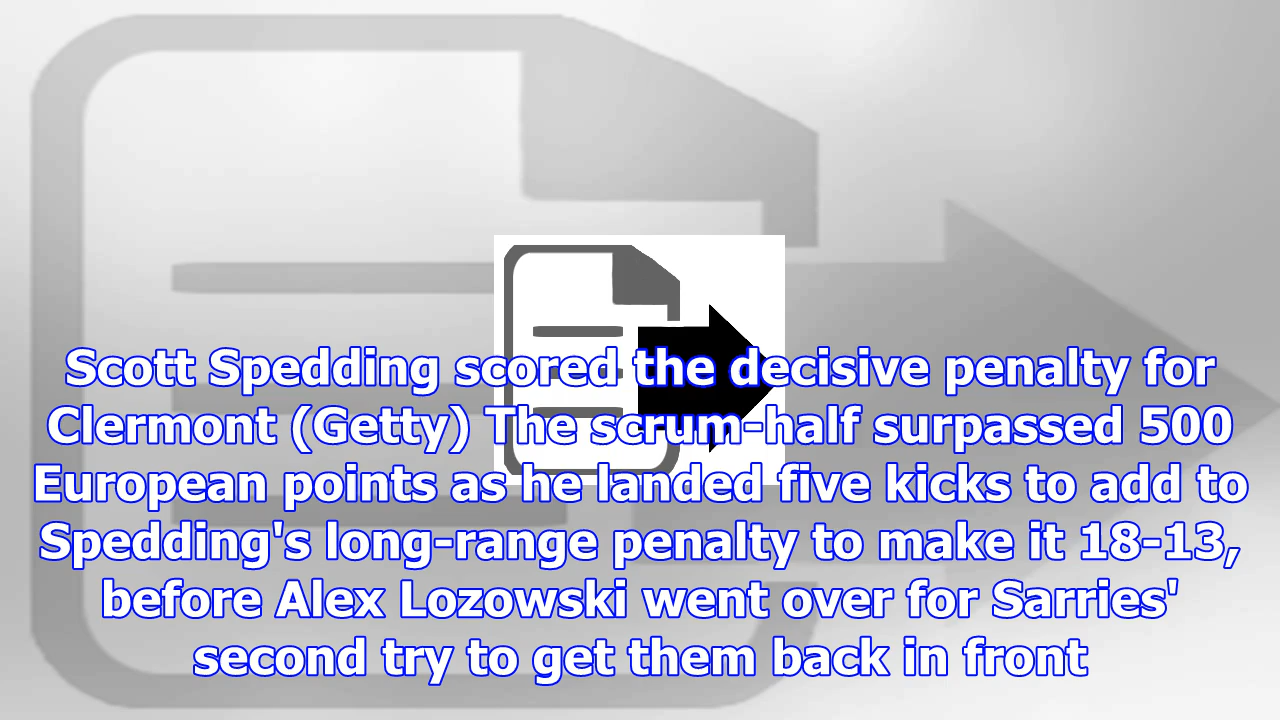 Scott Spedding scored the decisive penalty for
Clermont (Getty) The scrum-half surpassed 500
European points as he landed five kicks to add to
Spedding's long-range penalty to make it 18-13,
before Alex Lozowski went over for Sarries'
second try to get them back in front